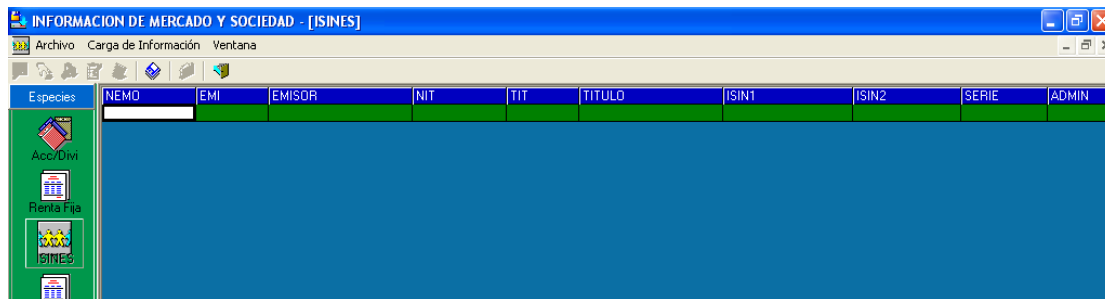 INFORMACION DE MERCADO Y SOCIEDAD - [ISINES]
Archivo Carga de Información Ventana
Especies NEMO EMI EMISOR NIT TIT TITULO ISIN1 ISIN2 SERIE ADMIN
Acc/Divi
Renta Fija
ISINES